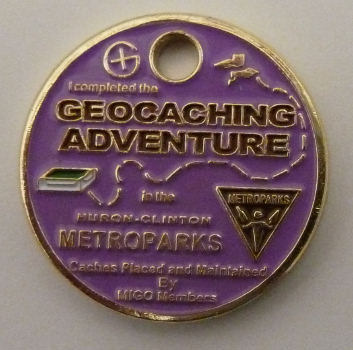 I completed the
GEOCACHING
ADVENTURE
in the
HURON-CLINTON
METROPARKS
METROPARKS
Caches Placed and Maintained
By
MIGO Members